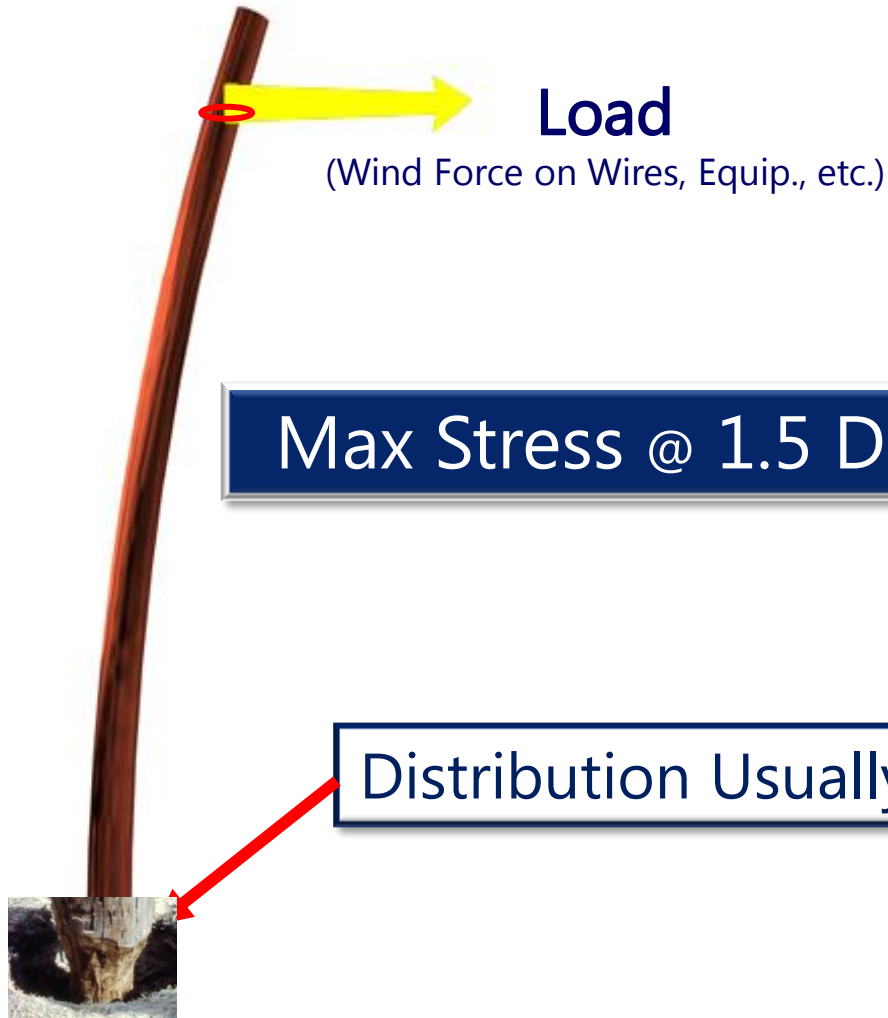 Load
(Wind Force on Wires, Equip., etc.)
Max Stress @ 1.5 D
Distribution Usually